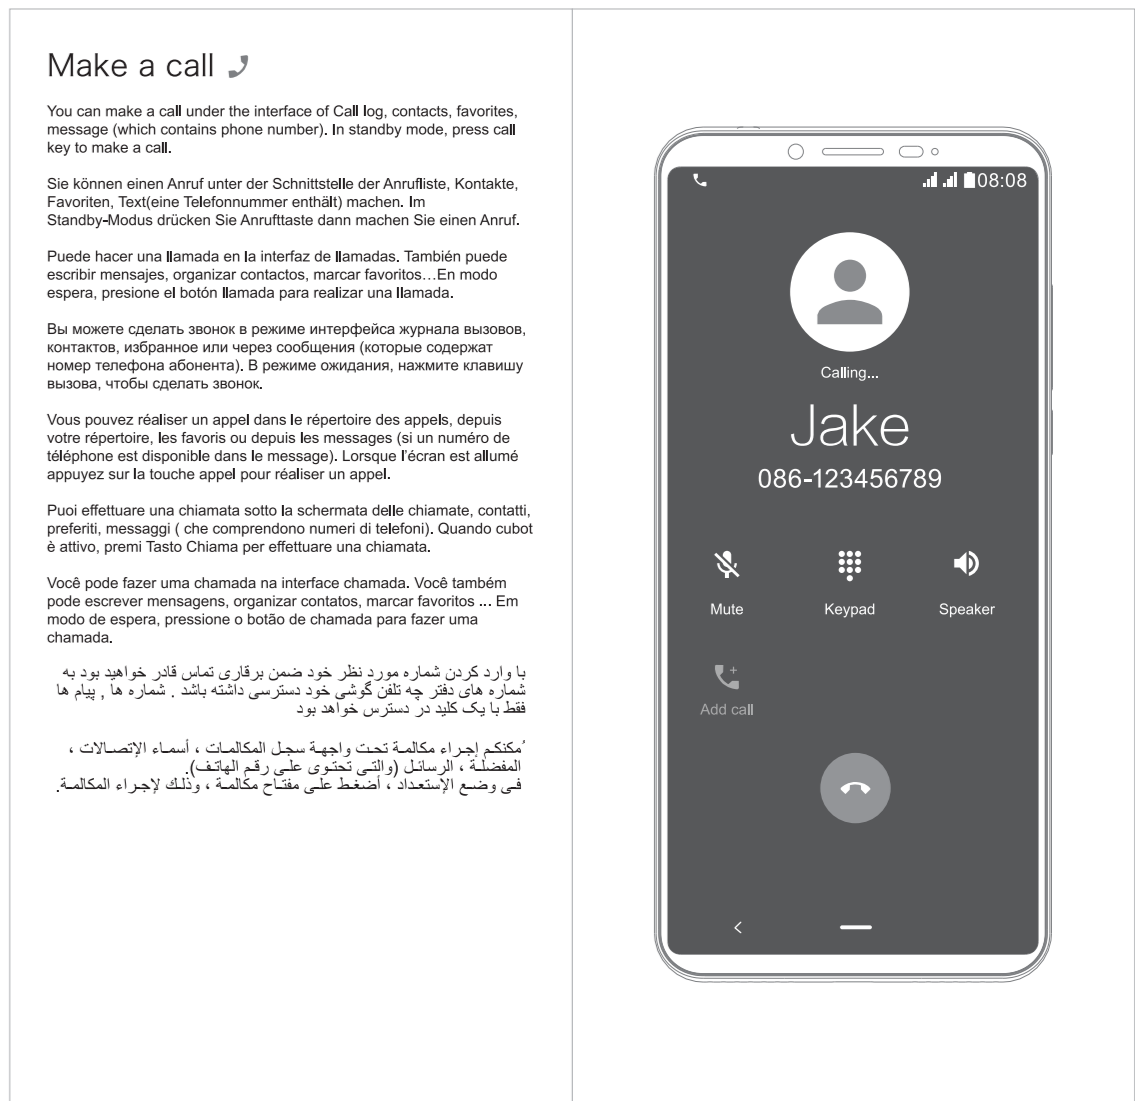 Make a call
You can make a call under the interface of Call log, contacts, favorites,
message (which contains phone number). In standby mode, press call
key to make a call.
Sie können einen Anruf unter der Schnittstelle der Anrufliste, Kontakte,
Favoriten, Text(eine Telefonnummer enthält) machen. Im
Standby-Modus drücken Sie Anrufttaste dann machen Sie einen Anruf.
Puede hacer una llamada en la interfaz de llamadas. También puede
escribir mensajes, organizar contactos, marcar favoritos…En modo
espera, presione el botón llamada para realizar una llamada.
Вы можете сделать звонок в режиме интерфейса журнала вызовов,
контактов, избранное или через сообщения (которые содержат
номер телефона абонента). В режиме ожидания, нажмите клавишу
вызова, чтобы сделать звонок.
Vous pouvez réaliser un appel dans le répertoire des appels, depuis
votre répertoire, les favoris ou depuis les messages (si un numéro de
téléphone est disponible dans le message). Lorsque l'écran est allumé
appuyez sur la touche appel pour réaliser un appel.
Puoi effettuare una chiamata sotto la schermata delle chiamate, contatti,
preferiti, messaggi ( che comprendono numeri di telefoni). Quando cubot
è attivo, premi Tasto Chiama per effettuare una chiamata.
Você pode fazer uma chamada na interface chamada. Você também
pode escrever mensagens, organizar contatos, marcar favoritos ... Em
modo de espera, pressione o botão de chamada para fazer uma
chamada.
با وارد کردن شماره مورد نظر خود ضمن برقراری تماس قادر خواهید بود به
شماره های دفتر چه تلفن گوشی خود دسترسی داشته باشد . شماره ها , پیام ها
فقط با یک کلید در دسترس خواهد بود
ُمكنكم إجراء مكالمة تحت واجهة سجل المكالمات ، أسماء الإتصالات ،
المفضلة ، الرسائل (والتى تحتوى على رقم الهاتف).
فى وضع الإستعداد ، أضغط على مفتاح مكالمة ، وذلك لإجراء المكالمة.
08:08
Calling...
Jake
086-123456789
Mute Keypad Speaker
Add call